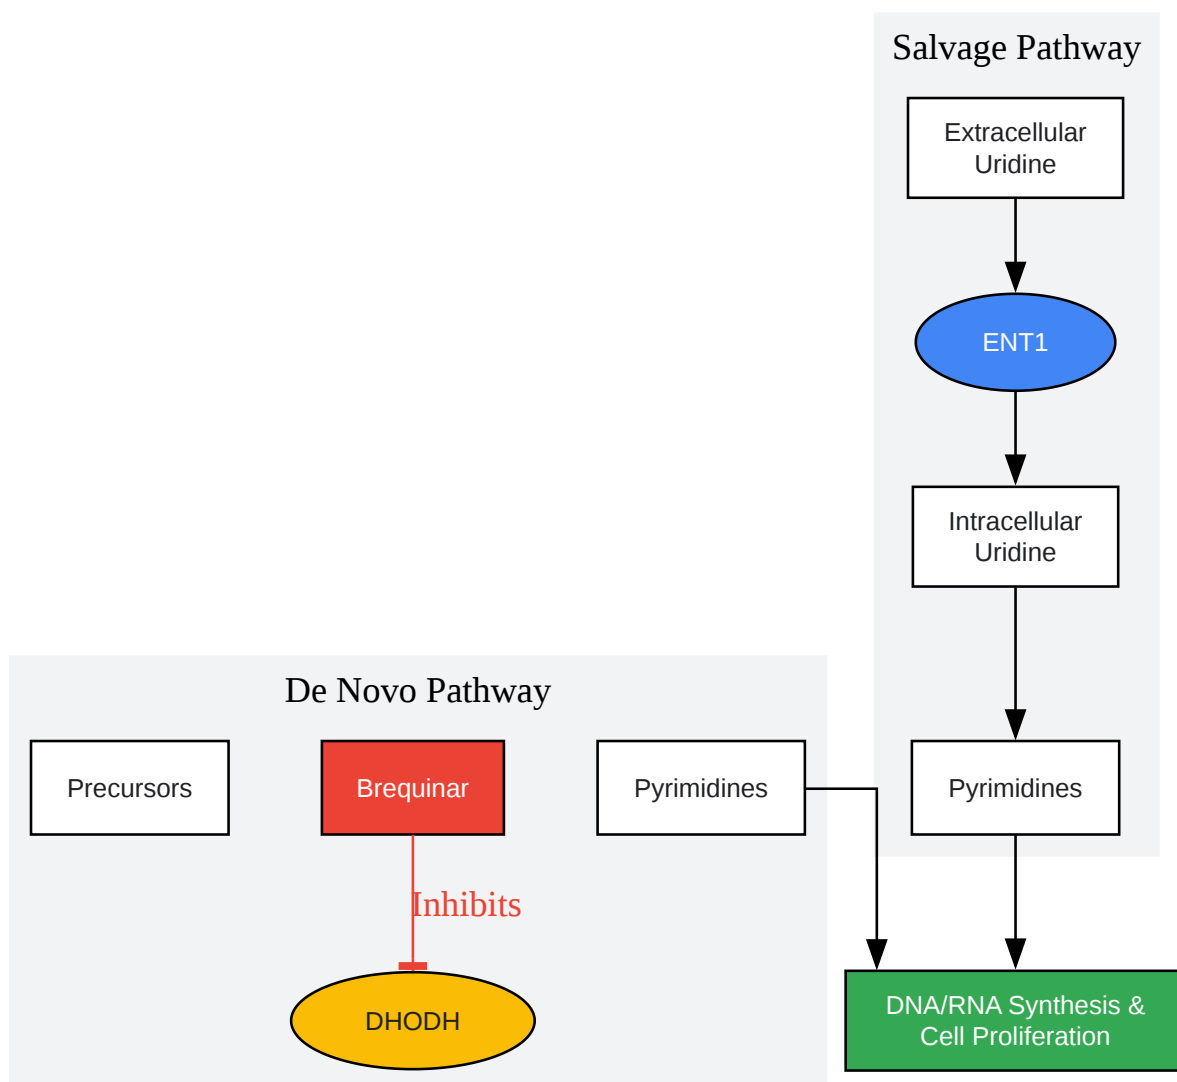 Salvage Pathway
Extracellular
Uridine
ENT1
Intracellular
Uridine
De Novo Pathway
Precursors
Brequinar
Pyrimidines
Pyrimidines
Inhibits
DHODH
DNA/RNA Synthesis &
Cell Proliferation